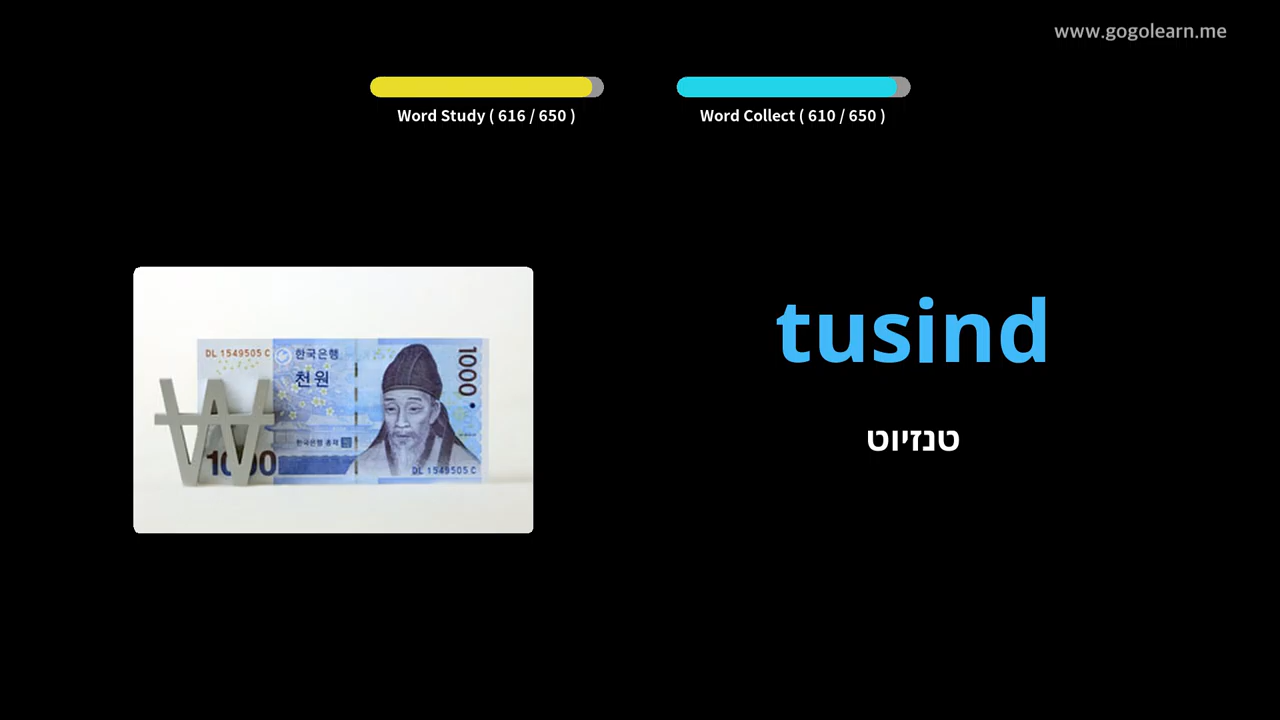 www.gogolearn.me
Word Study ( 616 / 650 )
Word Collect ( 610 / 650 )
tusind
טנזיוט
DL 1549505 C
한국은행
천원
1000
한국은행 총재
1000
DL 1549505 C
₩